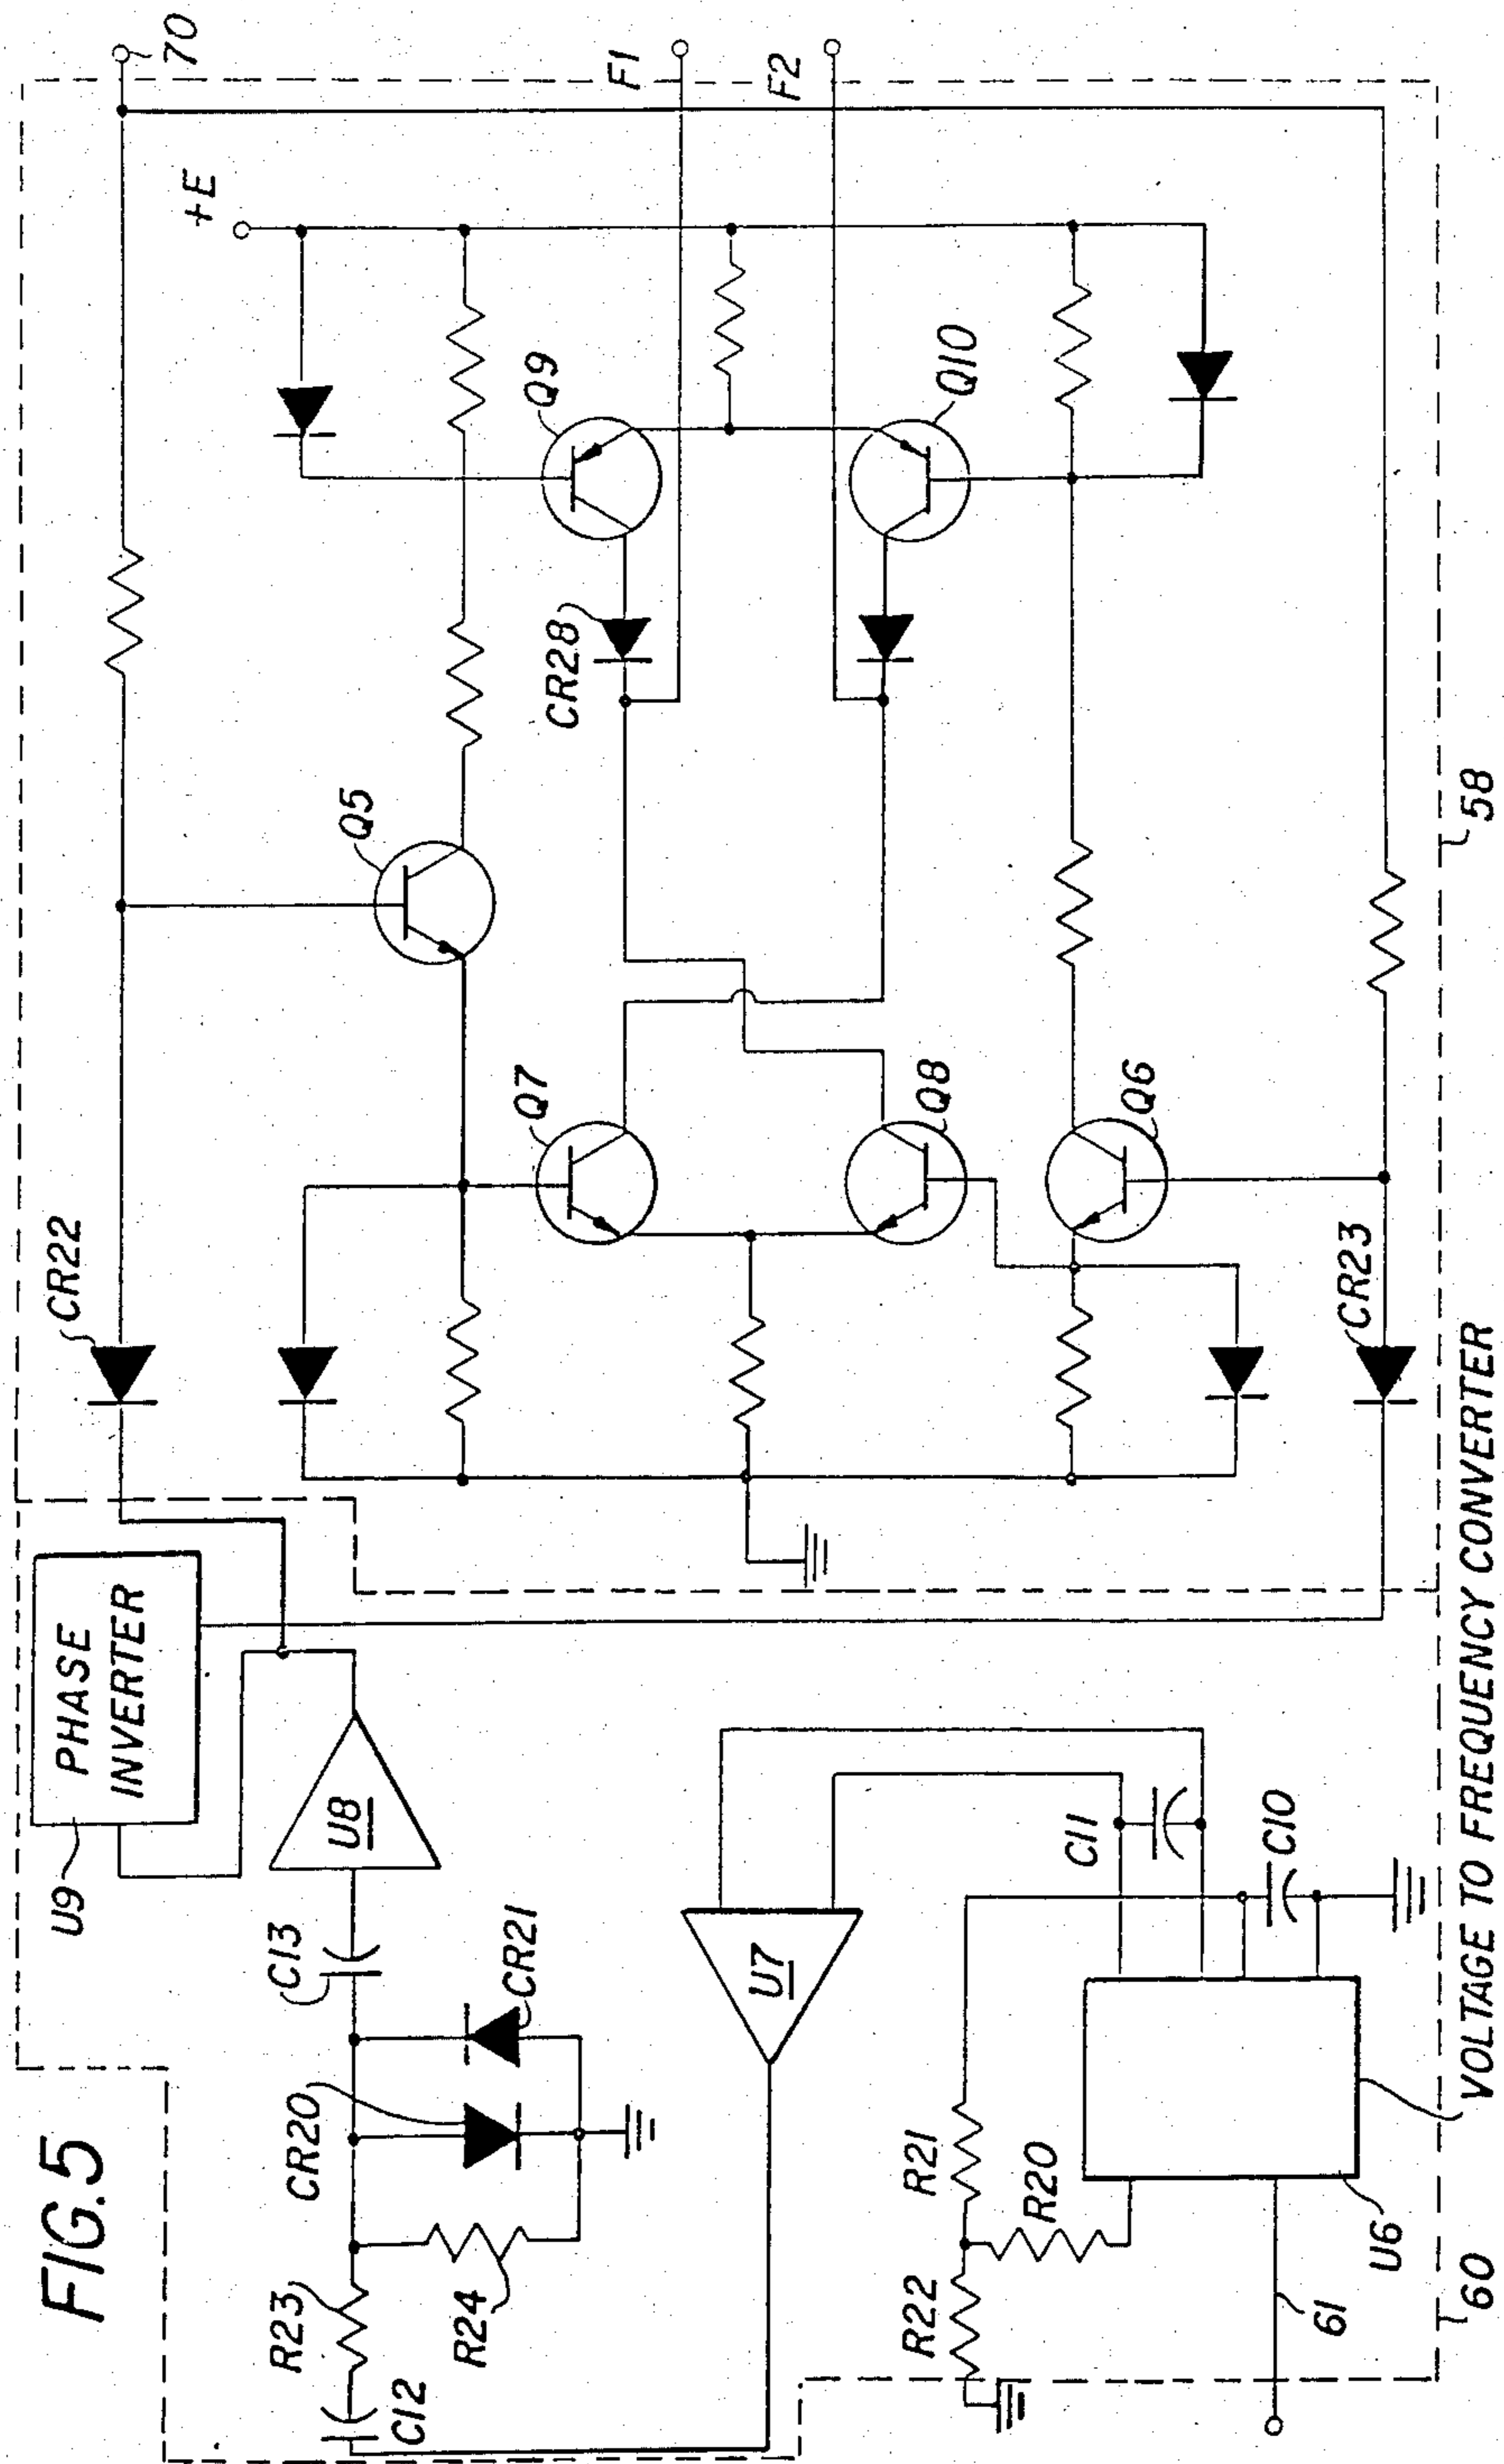 FIG.5
U9
PHASE
INVERTER
CR22
70
+E
F1
F2
Q5
Q9
CR28
Q10
Q7
Q8
Q6
CR23
58
C13
U8
CR20
CR21
R23
R24
C12
U7
C11
C10
R21
R20
R22
61
U6
60
VOLTAGE TO FREQUENCY CONVERTER